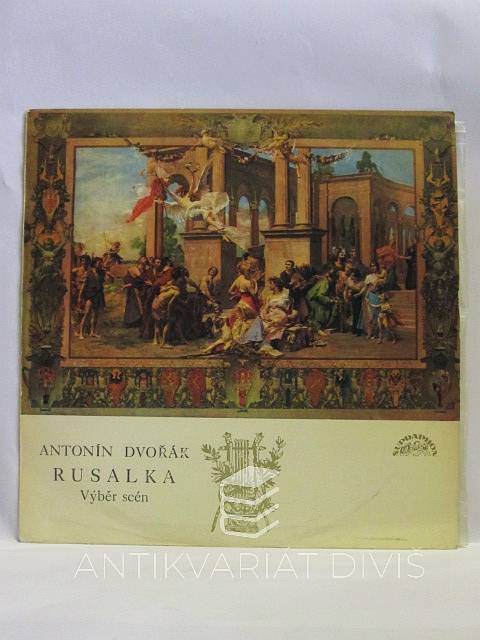 SUPRAPHON
ANTONÍN DVOŘÁK
RUSALKA
Výběr scén
ANTIKVARIÁT DIVIŠ